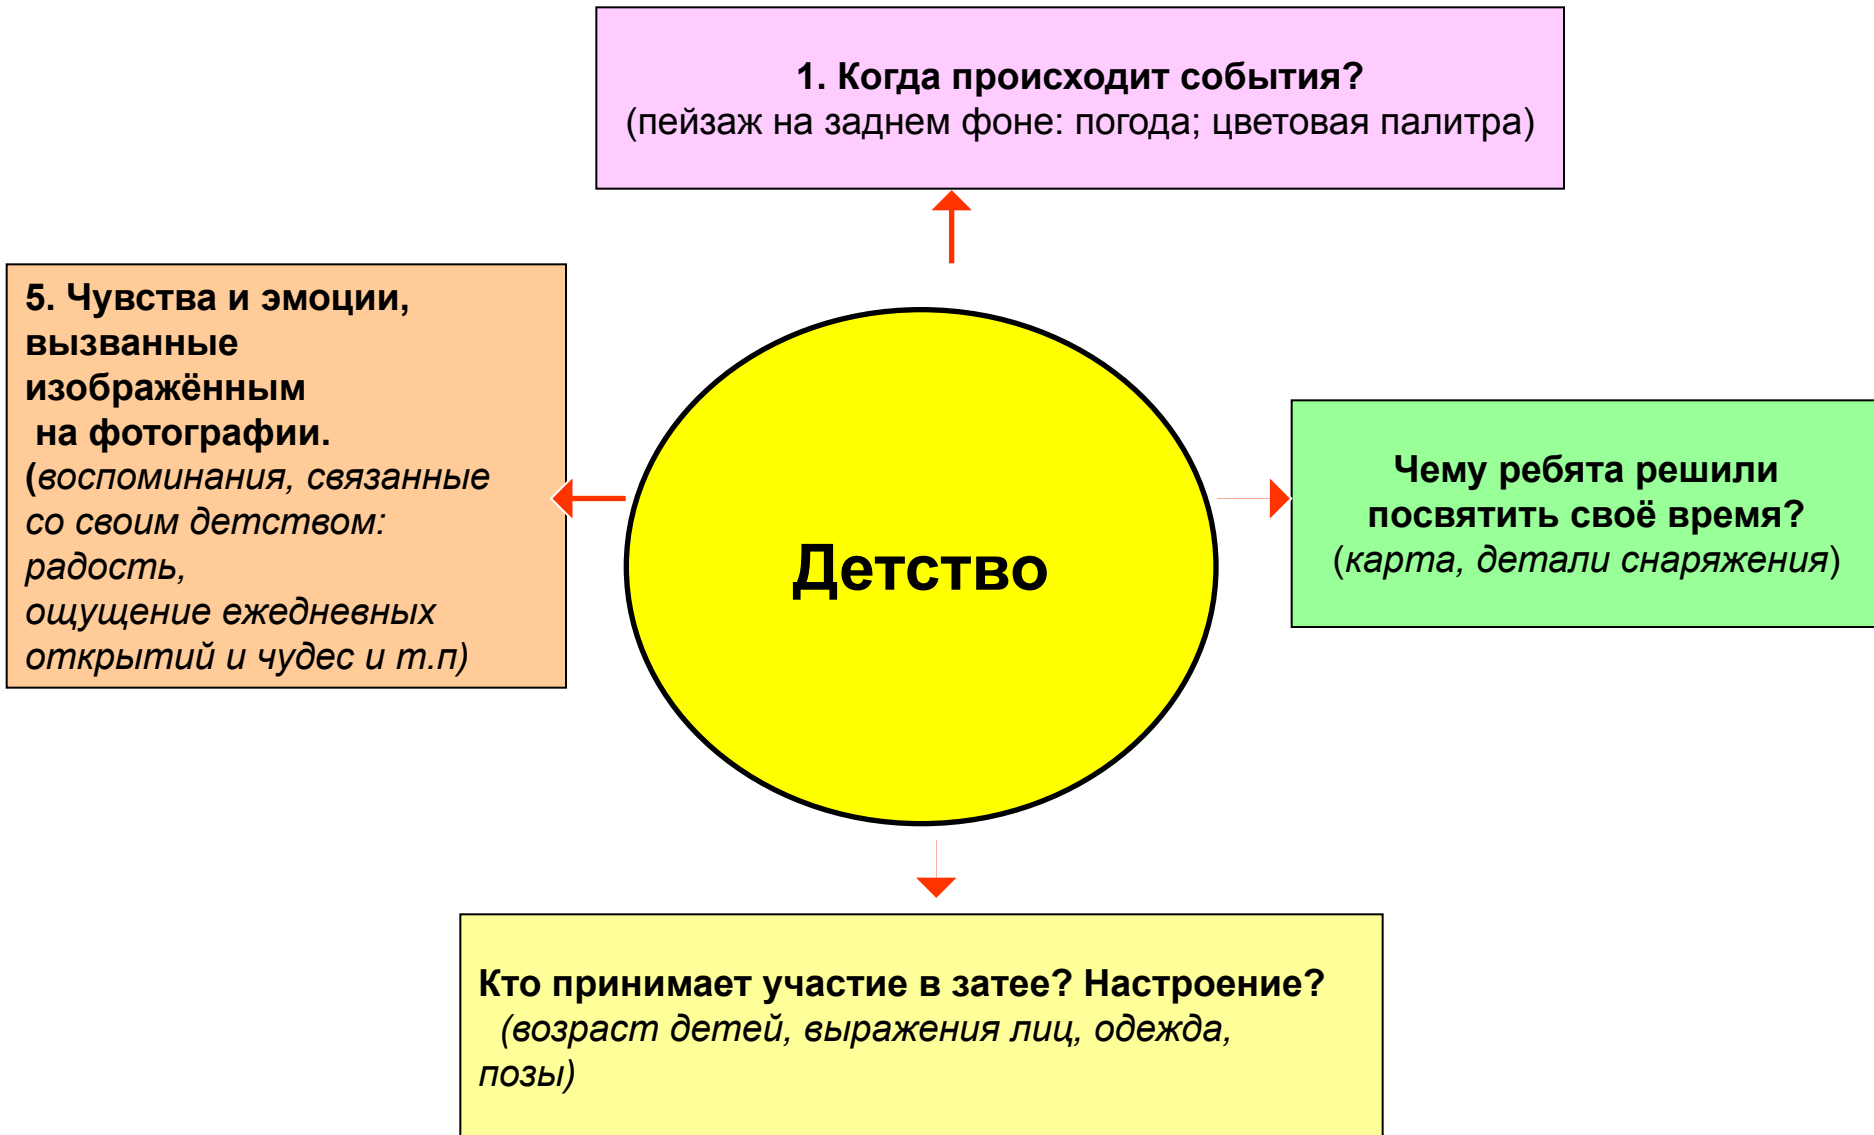 1. Когда происходит события?
(пейзаж на заднем фоне: погода; цветовая палитра)
5. Чувства и эмоции,
вызванные
изображённым
на фотографии.
(воспоминания, связанные
со своим детством:
радость,
ощущение ежедневных
открытий и чудес и т.п)
Детство
Чему ребята решили
посвятить своё время?
(карта, детали снаряжения)
Кто принимает участие в затее? Настроение?
(возраст детей, выражения лиц, одежда,
позы)